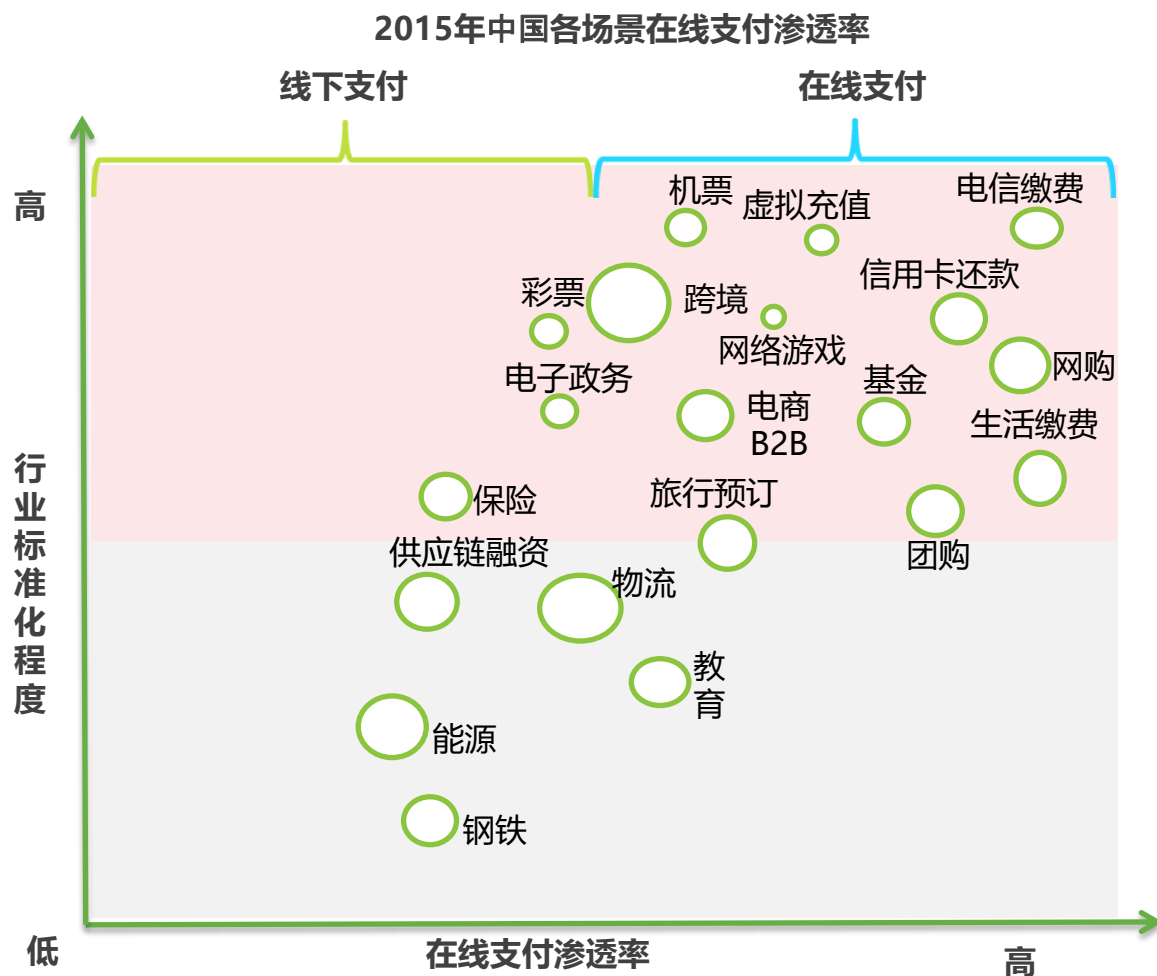 2015年中国各场景在线支付渗透率
线下支付
在线支付
高
机票
虚拟充值
电信缴费
彩票
跨境
信用卡还款
网络游戏
网购
电子政务
基金
电商
B2B
生活缴费
行业标准化程度
保险
旅行预订
团购
供应链融资
物流
教
育
能源
钢铁
低
在线支付渗透率
高